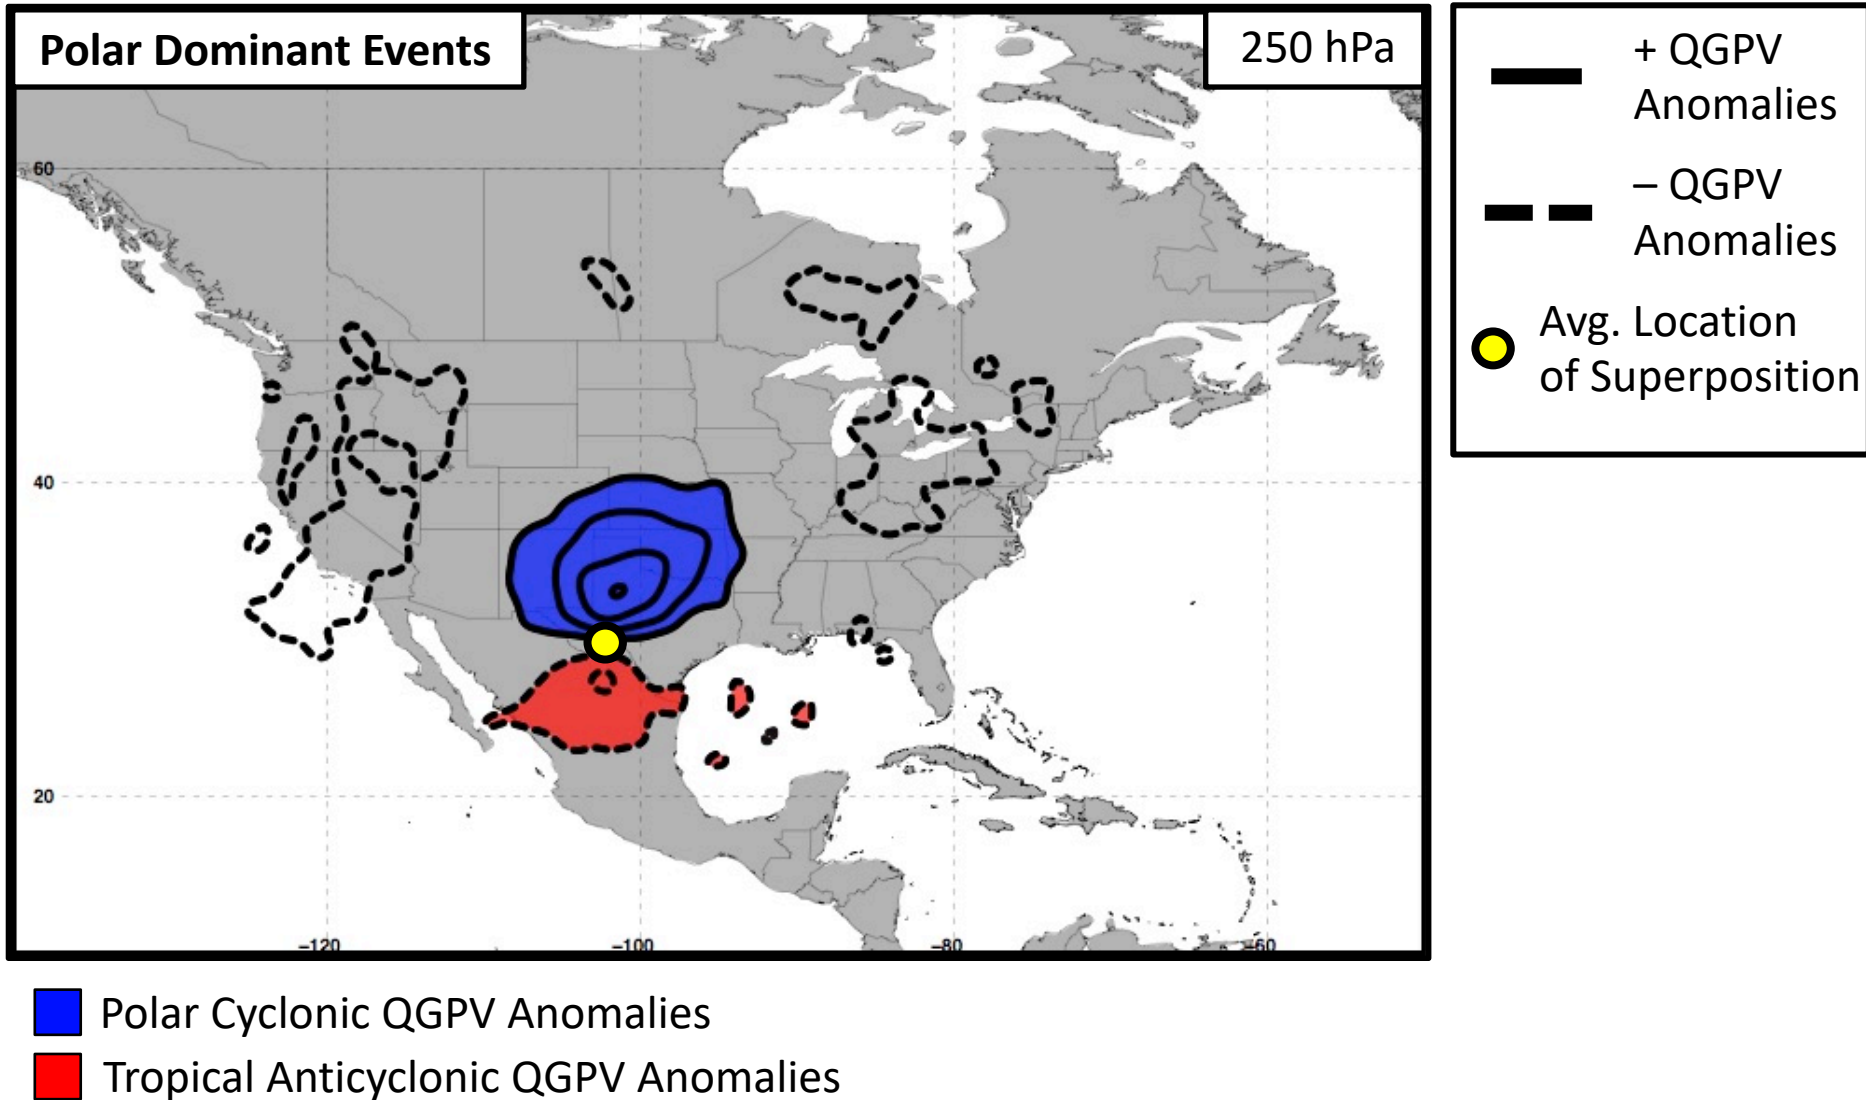 Polar Dominant Events
250 hPa
+ QGPV
Anomalies
– QGPV
Anomalies
Avg. Location
of Superposition
60
40
20
−120
−100
−80
−60
Polar Cyclonic QGPV Anomalies
Tropical Anticyclonic QGPV Anomalies